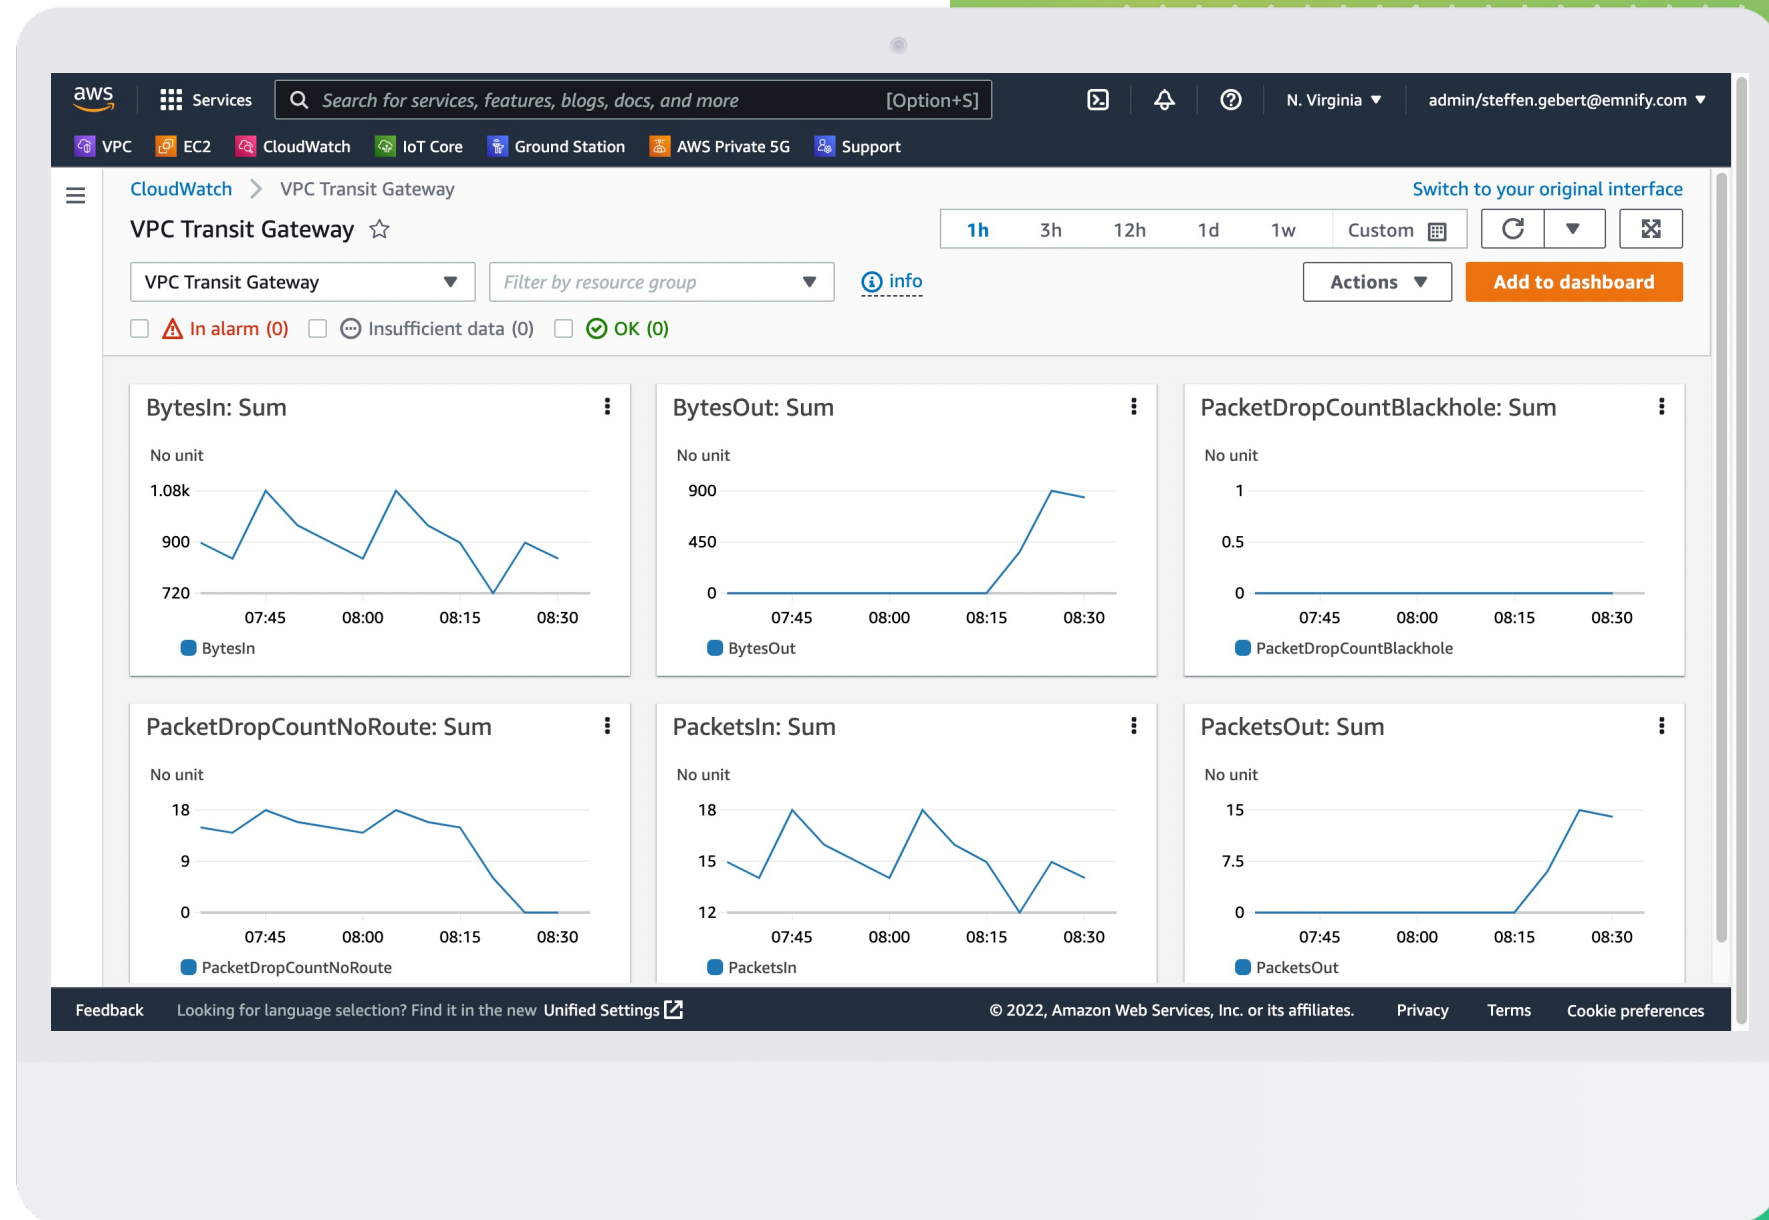 aws Services Search for services, features, blogs, docs, and more [Option+S] N. Virginia ▼ admin/steffen.gebert@emnify.com ▼
VPC EC2 CloudWatch IoT Core Ground Station AWS Private 5G Support
CloudWatch > VPC Transit Gateway Switch to your original interface
VPC Transit Gateway 1h 3h 12h 1d 1w Custom
VPC Transit Gateway Filter by resource group info Actions Add to dashboard
In alarm (0) Insufficient data (0) OK (0)
BytesIn: Sum
No unit
1.08k
900
720
07:45 08:00 08:15 08:30
BytesIn
BytesOut: Sum
No unit
900
450
0
07:45 08:00 08:15 08:30
BytesOut
PacketDropCountBlackhole: Sum
No unit
1
0.5
0
07:45 08:00 08:15 08:30
PacketDropCountBlackhole
PacketDropCountNoRoute: Sum
No unit
18
9
0
07:45 08:00 08:15 08:30
PacketDropCountNoRoute
PacketsIn: Sum
No unit
18
15
12
07:45 08:00 08:15 08:30
PacketsIn
PacketsOut: Sum
No unit
15
7.5
0
07:45 08:00 08:15 08:30
PacketsOut
Feedback Looking for language selection? Find it in the new Unified Settings © 2022, Amazon Web Services, Inc. or its affiliates. Privacy Terms Cookie preferences